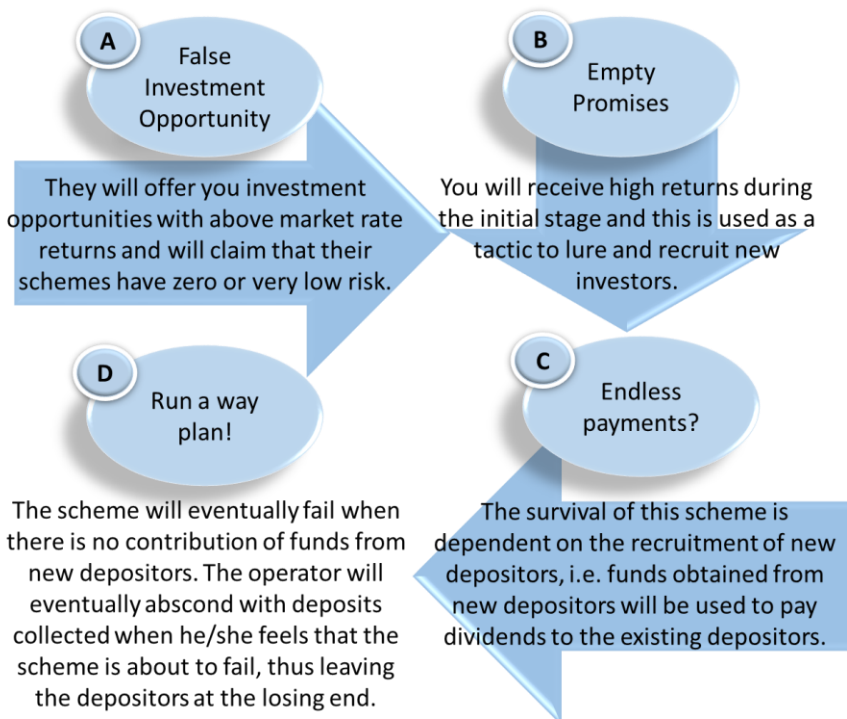 A
False
Investment
Opportunity
They will offer you investment
opportunities with above market rate
returns and will claim that their
schemes have zero or very low risk.
B
Empty
Promises
You will receive high returns during
the initial stage and this is used as a
tactic to lure and recruit new
investors.
C
Endless
payments?
The survival of this scheme is
dependent on the recruitment of new
depositors, i.e. funds obtained from
new depositors will be used to pay
dividends to the existing depositors.
D
Run a way
plan!
The scheme will eventually fail when
there is no contribution of funds from
new depositors. The operator will
eventually abscond with deposits
collected when he/she feels that the
scheme is about to fail, thus leaving
the depositors at the losing end.